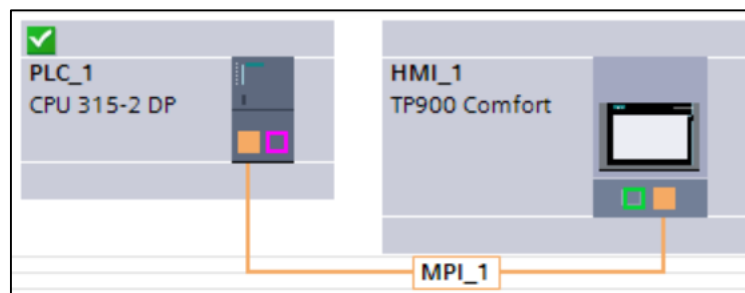 PLC_1
CPU 315-2 DP
HMI_1
TP900 Comfort
MPI_1